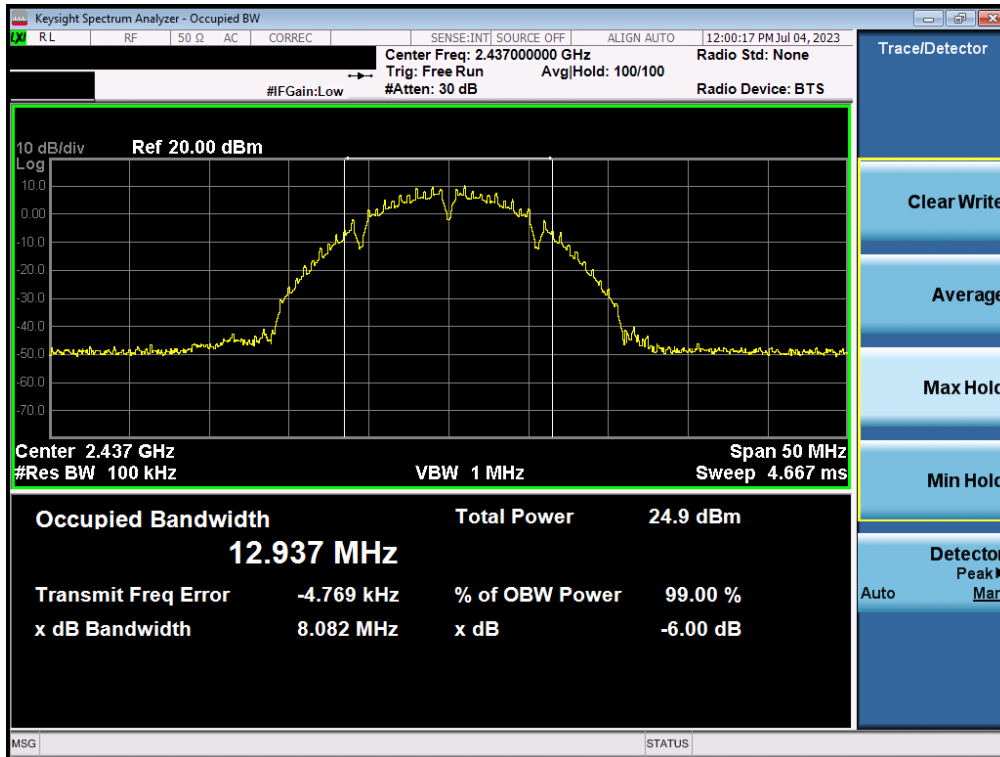 Keysight Spectrum Analyzer - Occupied BW
LXI RL RF 50 Ω AC CORREC SENSE:INT SOURCE OFF ALIGN AUTO 12:00:17 PM Jul 04, 2023
Center Freq: 2.437000000 GHz Radio Std: None
Trig: Free Run Avg|Hold: 100/100
#IFGain:Low #Atten: 30 dB Radio Device: BTS
Trace/Detector
10 dB/div Ref 20.00 dBm
Log
10.0
0.00
-10.0
-20.0
-30.0
-40.0
-50.0
-60.0
-70.0
Center 2.437 GHz Span 50 MHz
#Res BW 100 kHz VBW 1 MHz Sweep 4.667 ms
Occupied Bandwidth Total Power 24.9 dBm
12.937 MHz
Transmit Freq Error -4.769 kHz % of OBW Power 99.00 %
x dB Bandwidth 8.082 MHz x dB -6.00 dB
Clear Write
Average
Max Hold
Min Hold
Detector
Peak
Auto Man
MSG STATUS